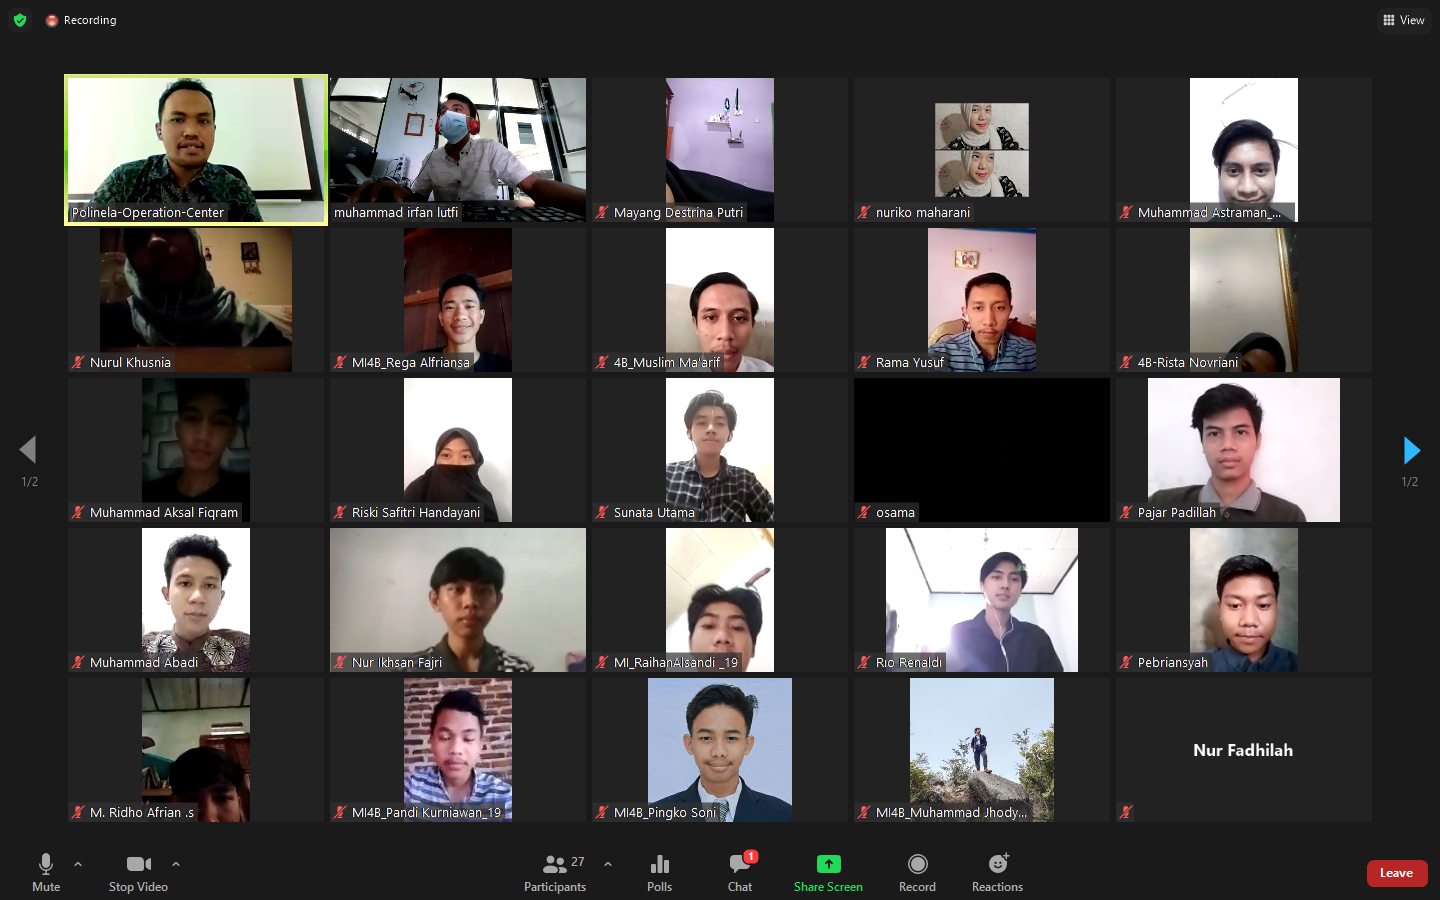 Recording
View
Polinela-Operation-Center
muhammad irfan lutfi
Mayang Destrina Putri
nuriko maharani
Muhammad Astraman_...
Nurul Khusnia
MI4B_Rega Alfriansa
4B_Muslim Ma'arif
Rama Yusuf
4B-Rista Novriani
1/2
1/2
Muhammad Aksal Fiqram
Riski Safitri Handayani
Sunata Utama
osama
Pajar Padillah
Muhammad Abadi
Nur Ikhsan Fajri
MI_RaihanAlsandi _19
Rio Renaldi
Pebriansyah
M. Ridho Afrian .s
MI4B_Pandi Kurniawan_19
MI4B_Pingko Soni
MI4B_Muhammad Jhody...
Nur Fadhilah
Mute
Stop Video
27
Participants
Polls
1
Chat
Share Screen
Record
Reactions
Leave